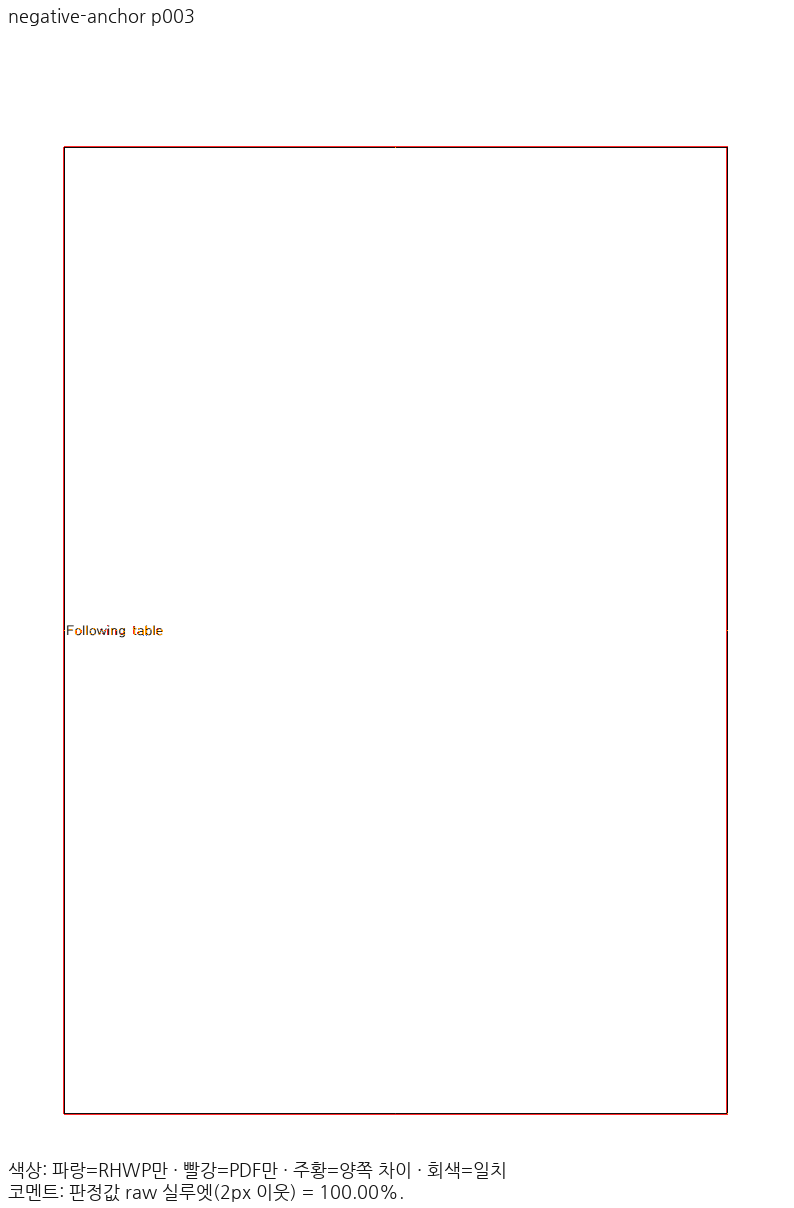 negative-anchor p003
Following table
색상: 파랑=RHWP만 · 빨강=PDF만 · 주황=양쪽 차이 · 회색=일치
코멘트: 판정값 raw 실루엣(2px 이웃) = 100.00%.